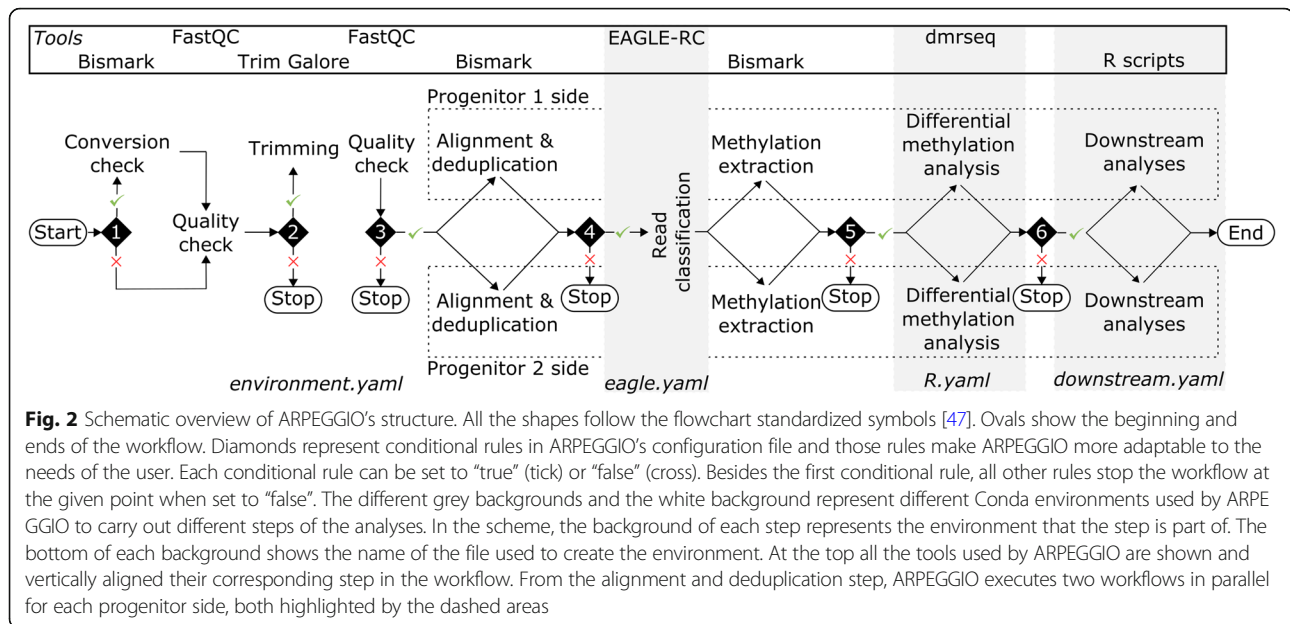 Tools
FastQC
FastQC
EAGLE-RC
dmrseq
Bismark
Trim Galore
Bismark
Bismark
R scripts
Progenitor 1 side
Conversion
check
Trimming
Quality
check
Alignment &
deduplication
Methylation
extraction
Differential
methylation
analysis
Downstream
analyses
Start
1
Quality
check
2
3
4
Read
classification
5
6
End
Stop
Stop
Stop
Stop
Stop
Alignment &
deduplication
Methylation
extraction
Differential
methylation
analysis
Downstream
analyses
Progenitor 2 side
environment.yaml
eagle.yaml
R.yaml
downstream.yaml
Fig. 2 Schematic overview of ARPEGGIO's structure. All the shapes follow the flowchart standardized symbols [47]. Ovals show the beginning and
ends of the workflow. Diamonds represent conditional rules in ARPEGGIO's configuration file and those rules make ARPEGGIO more adaptable to the
needs of the user. Each conditional rule can be set to "true" (tick) or "false" (cross). Besides the first conditional rule, all other rules stop the workflow at
the given point when set to "false". The different grey backgrounds and the white background represent different Conda environments used by ARPE
GGIO to carry out different steps of the analyses. In the scheme, the background of each step represents the environment that the step is part of. The
bottom of each background shows the name of the file used to create the environment. At the top all the tools used by ARPEGGIO are shown and
vertically aligned their corresponding step in the workflow. From the alignment and deduplication step, ARPEGGIO executes two workflows in parallel
for each progenitor side, both highlighted by the dashed areas